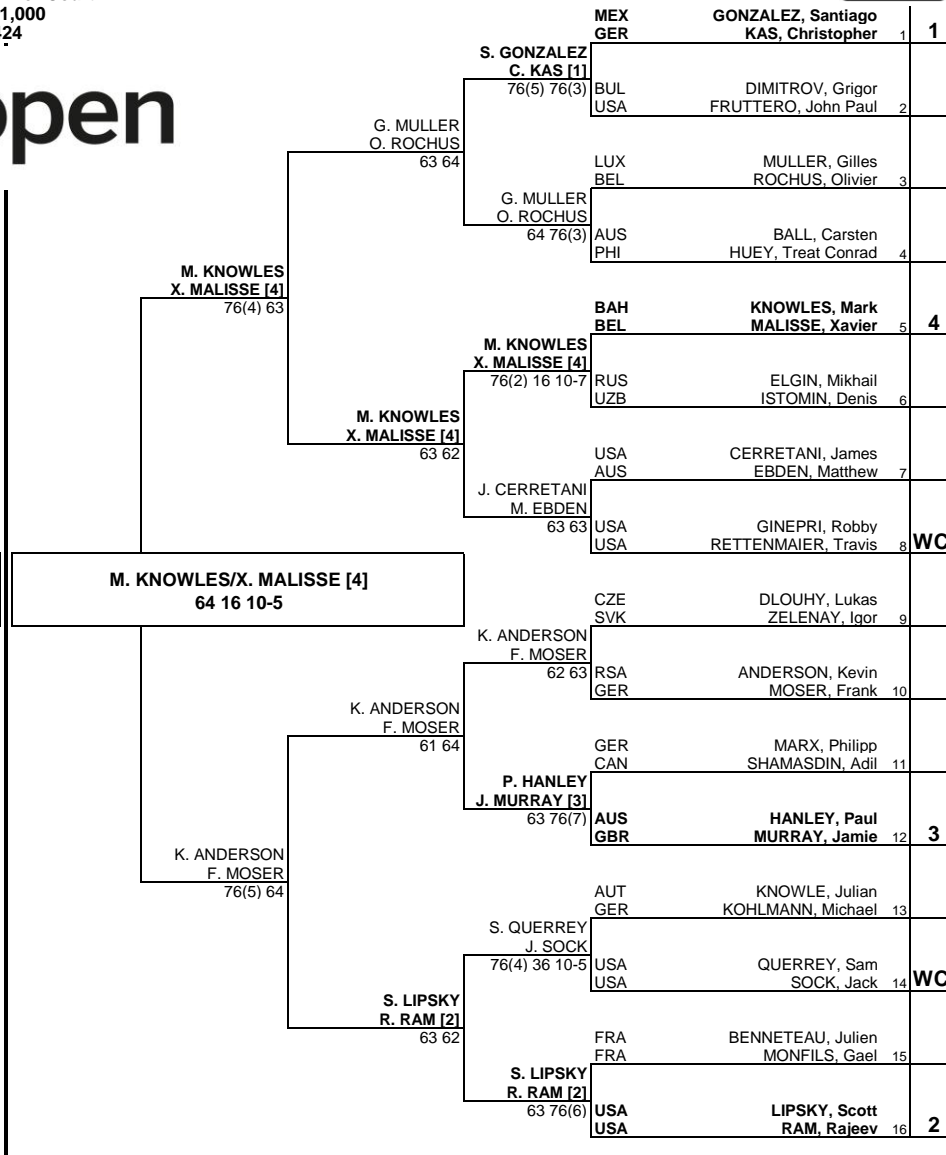 1,000
open
MEX GONZALEZ, Santiago
GER KAS, Christopher 1 1
S. GONZALEZ
C. KAS [1]
76(5) 76(3)
BUL DIMITROV, Grigor
USA FRUTTERO, John Paul 2
G. MULLER
O. ROCHUS
63 64
LUX MULLER, Gilles
BEL ROCHUS, Olivier 3
G. MULLER
O. ROCHUS
64 76(3)
AUS BALL, Carsten
PHI HUEY, Treat Conrad 4
M. KNOWLES
X. MALISSE [4]
76(4) 63
BAH KNOWLES, Mark
BEL MALISSE, Xavier 5 4
M. KNOWLES
X. MALISSE [4]
76(2) 16 10-7
RUS ELGIN, Mikhail
UZB ISTOMIN, Denis 6
M. KNOWLES
X. MALISSE [4]
63 62
USA CERRETANI, James
AUS EBDEN, Matthew 7
J. CERRETANI
M. EBDEN
63 63
USA GINEPRI, Robby
USA RETTENMAIER, Travis 8 WC
M. KNOWLES/X. MALISSE [4]
64 16 10-5
CZE DLOUHY, Lukas
SVK ZELENAY, Igor 9
K. ANDERSON
F. MOSER
62 63
RSA ANDERSON, Kevin
GER MOSER, Frank 10
K. ANDERSON
F. MOSER
61 64
GER MARX, Philipp
CAN SHAMASDIN, Adil 11
P. HANLEY
J. MURRAY [3]
63 76(7)
AUS HANLEY, Paul
GBR MURRAY, Jamie 12 3
K. ANDERSON
F. MOSER
76(5) 64
AUT KNOWLE, Julian
GER KOHLMANN, Michael 13
S. QUERREY
J. SOCK
76(4) 36 10-5
USA QUERREY, Sam
USA SOCK, Jack 14 WC
S. LIPSKY
R. RAM [2]
63 62
FRA BENNETEAU, Julien
FRA MONFILS, Gael 15
S. LIPSKY
R. RAM [2]
63 76(6)
USA LIPSKY, Scott
USA RAM, Rajeev 16 2